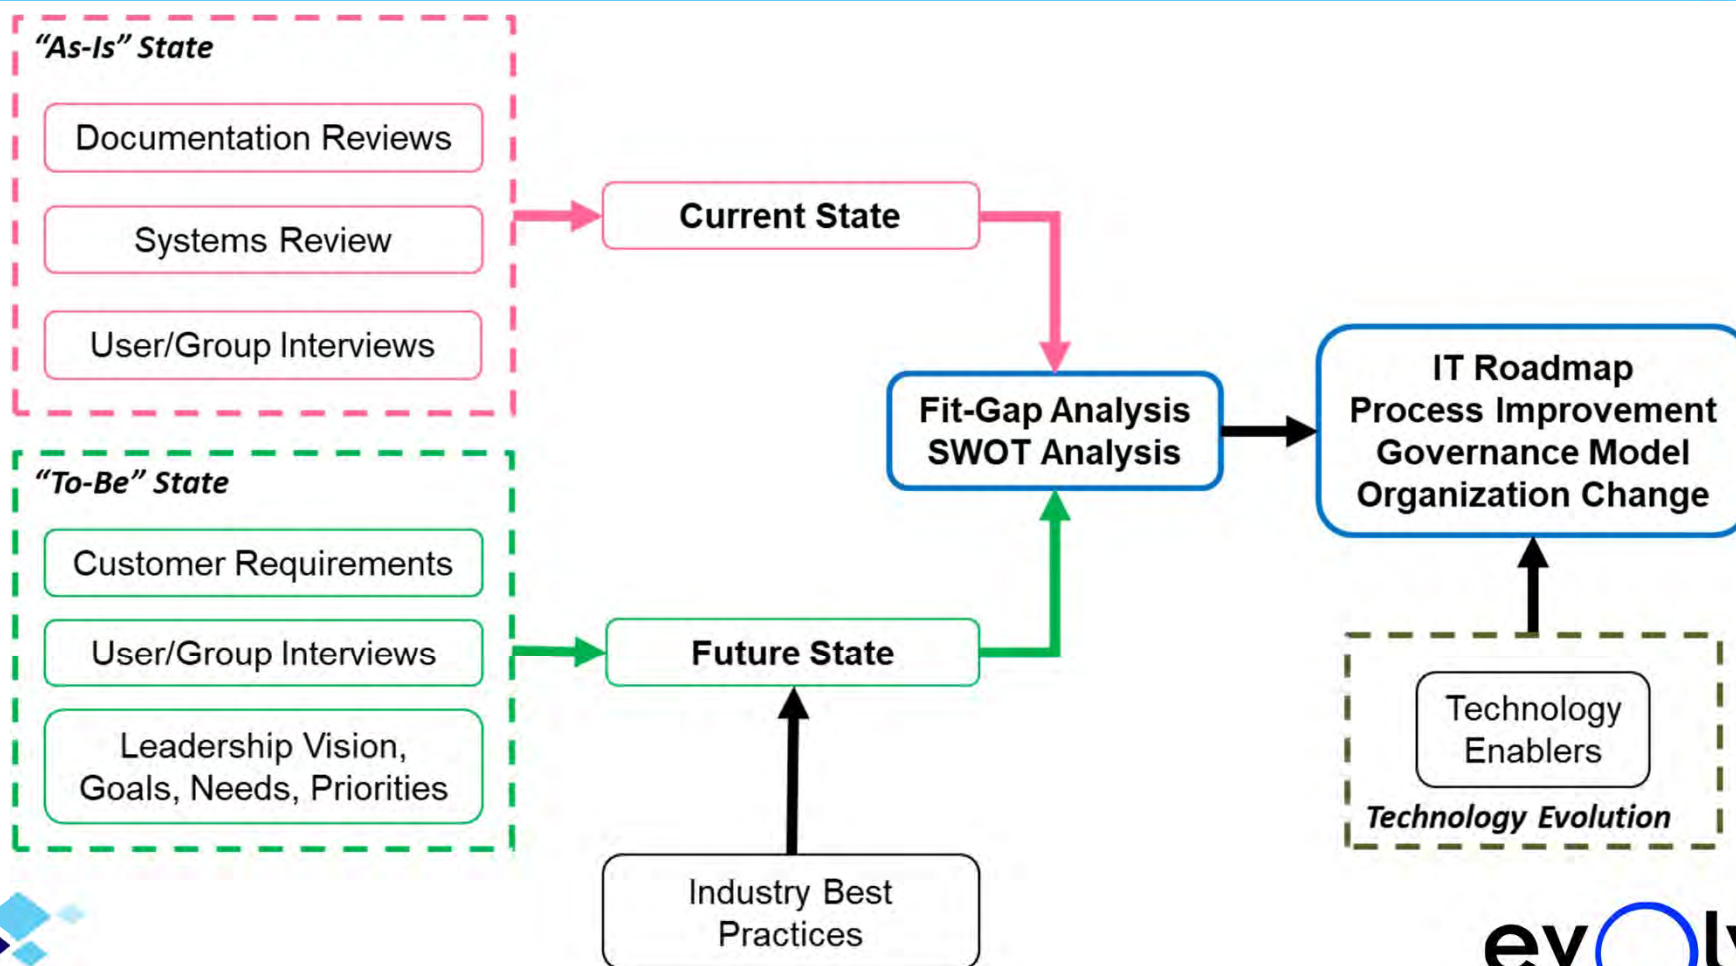 “As-Is” State
Documentation Reviews
Systems Review
User/Group Interviews
Current State
Fit-Gap Analysis
SWOT Analysis
IT Roadmap
Process Improvement
Governance Model
Organization Change
“To-Be” State
Customer Requirements
User/Group Interviews
Leadership Vision,
Goals, Needs, Priorities
Future State
Industry Best
Practices
Technology
Enablers
Technology Evolution